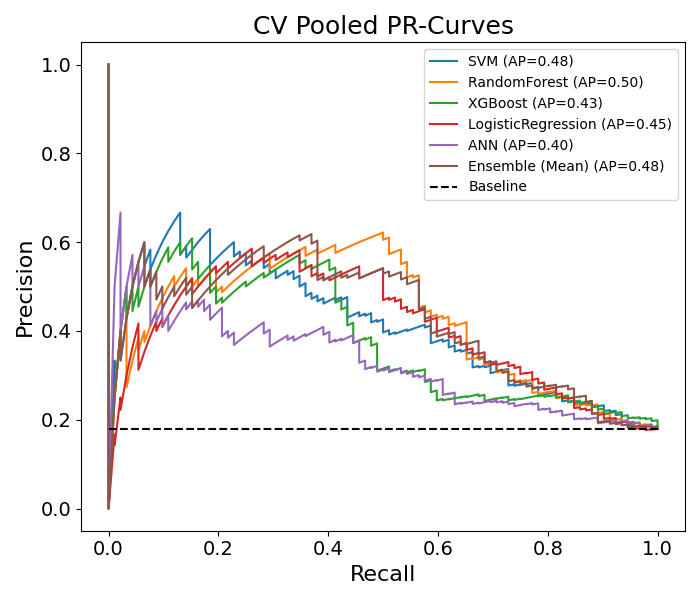 CV Pooled PR-Curves
SVM (AP=0.48)
RandomForest (AP=0.50)
XGBoost (AP=0.43)
LogisticRegression (AP=0.45)
ANN (AP=0.40)
Ensemble (Mean) (AP=0.48)
Baseline
Precision
1.0
0.8
0.6
0.4
0.2
0.0
0.0 0.2 0.4 0.6 0.8 1.0
Recall